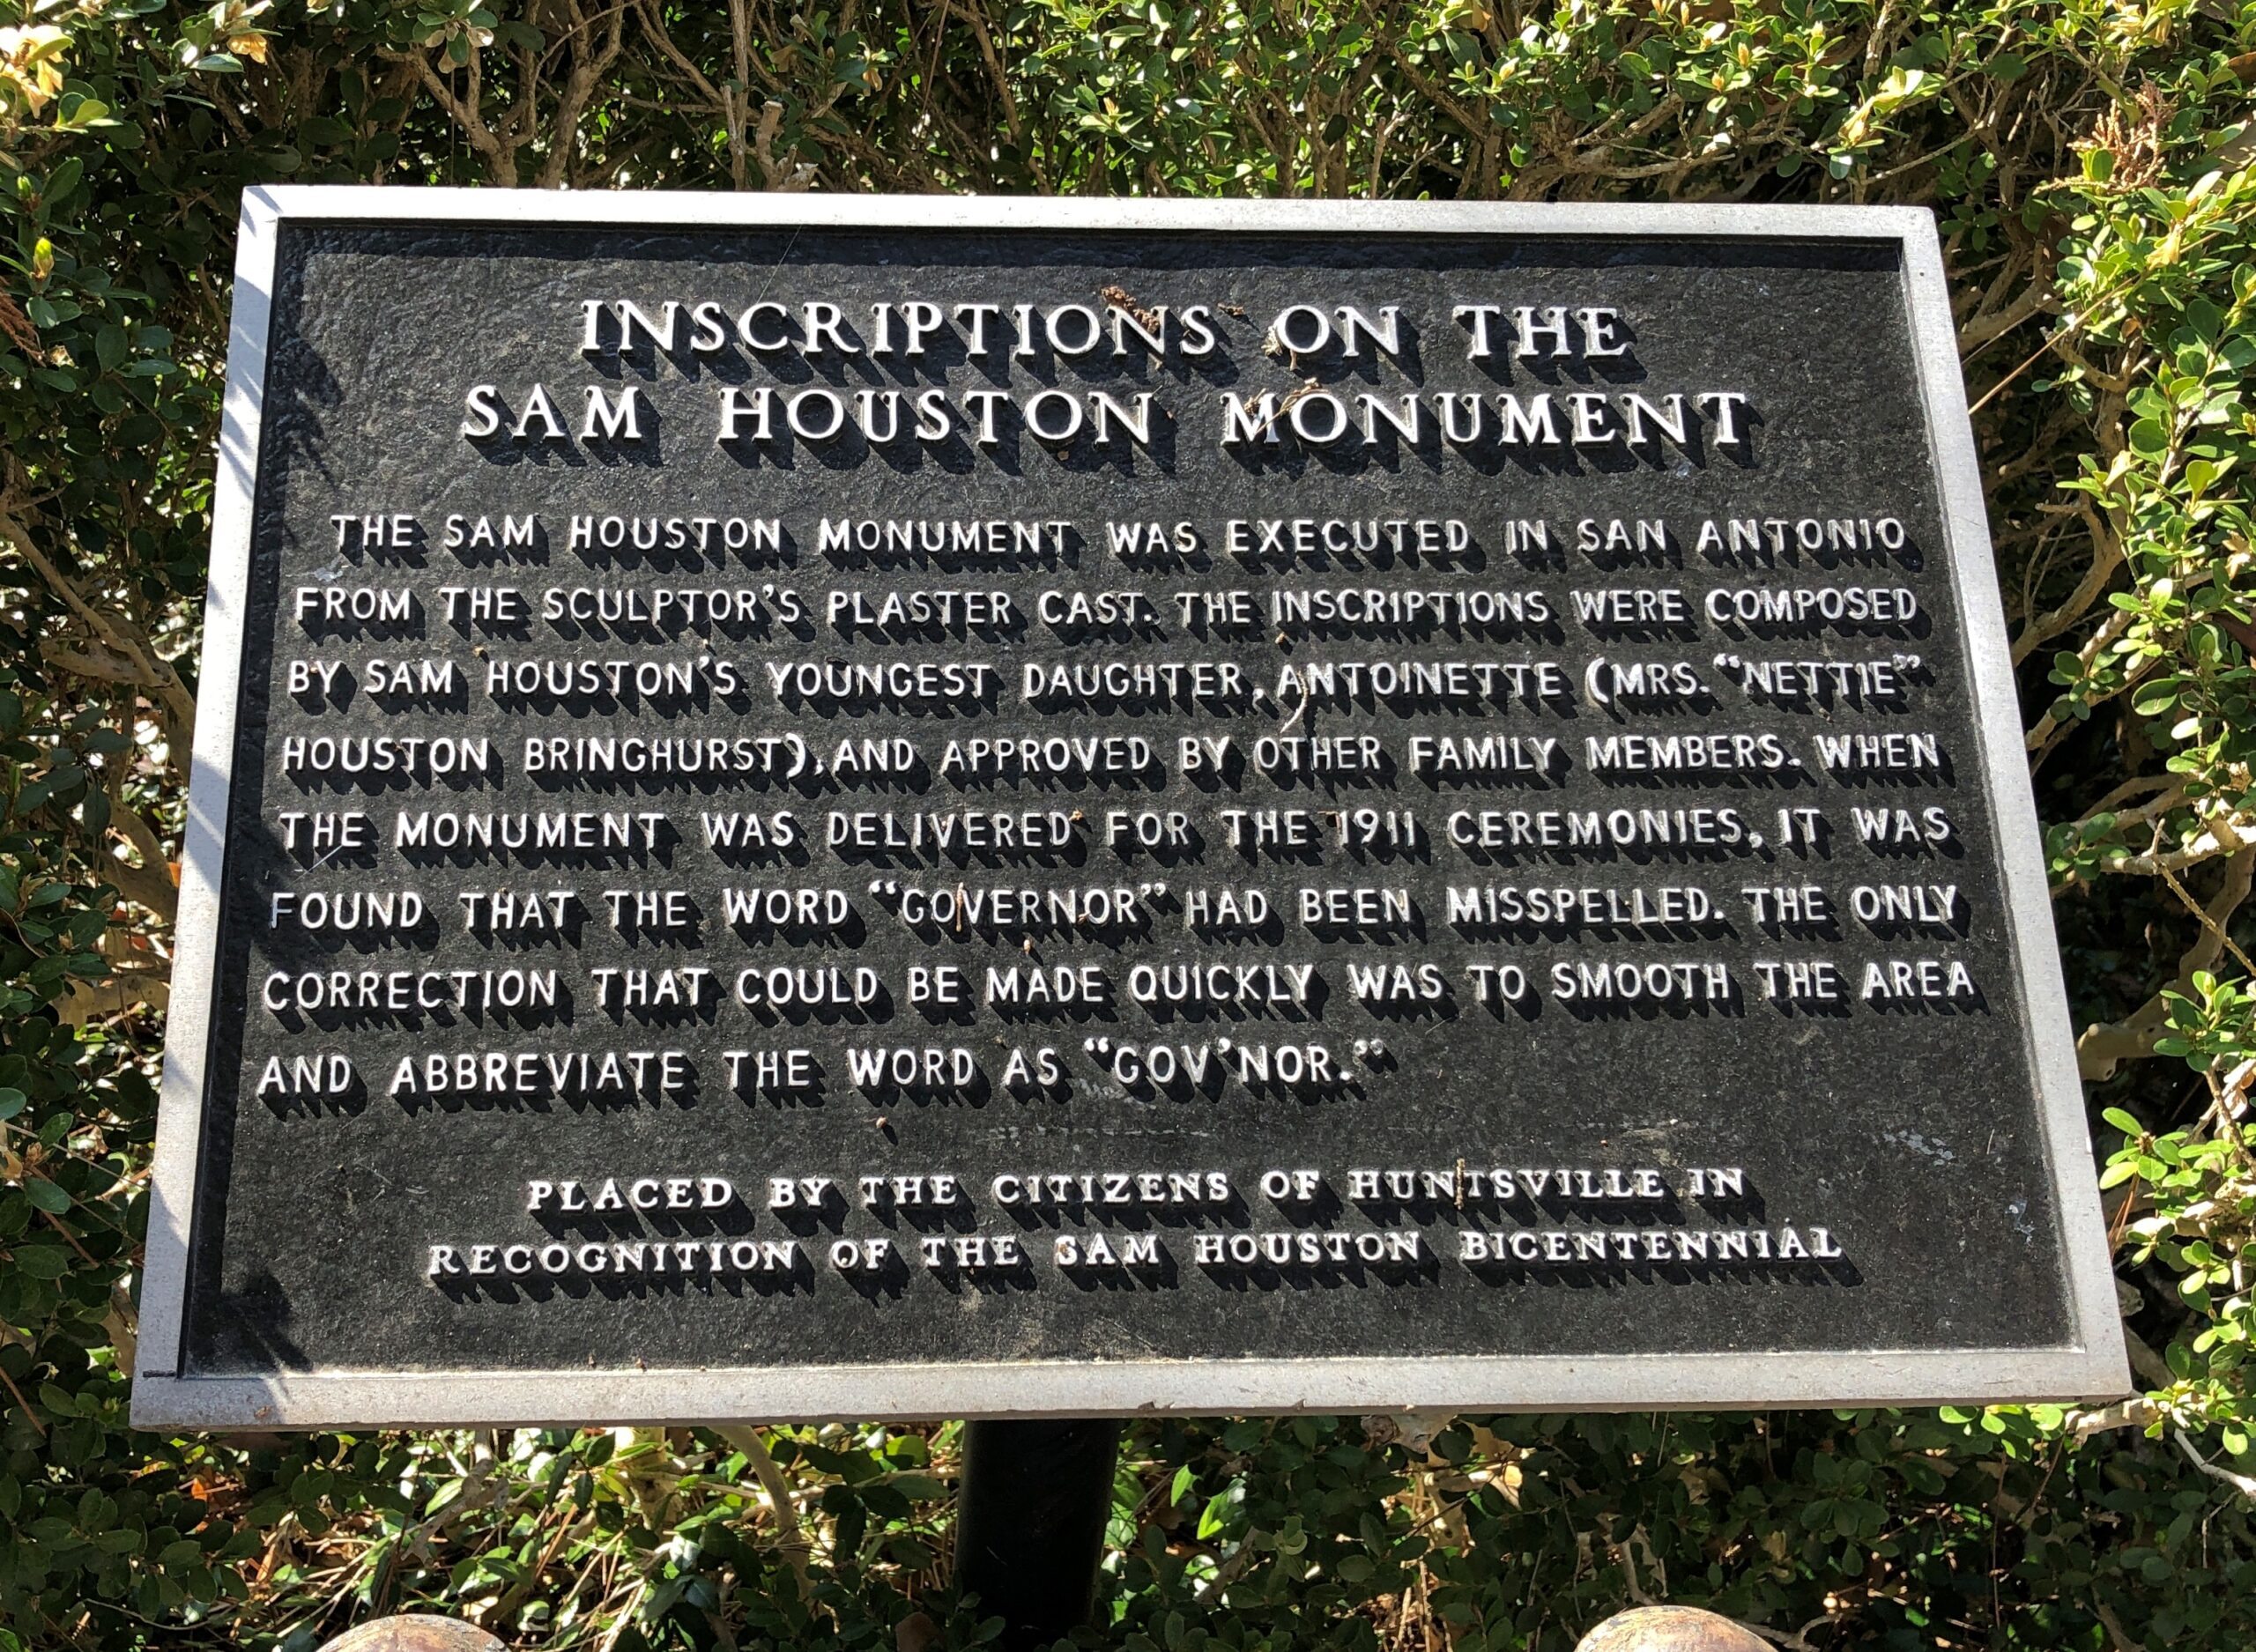 INSCRIPTIONS ON THE
SAM HOUSTON MONUMENT
THE SAM HOUSTON MONUMENT WAS EXECUTED IN SAN ANTONIO
FROM THE SCULPTOR'S PLASTER CAST. THE INSCRIPTIONS WERE COMPOSED
BY SAM HOUSTON'S YOUNGEST DAUGHTER, ANTOINETTE (MRS. "NETTIE"
HOUSTON BRINGHURST), AND APPROVED BY OTHER FAMILY MEMBERS. WHEN
THE MONUMENT WAS DELIVERED FOR THE 1911 CEREMONIES, IT WAS
FOUND THAT THE WORD "GOVERNOR" HAD BEEN MISSPELLED. THE ONLY
CORRECTION THAT COULD BE MADE QUICKLY WAS TO SMOOTH THE AREA
AND ABBREVIATE THE WORD AS "GOV'NOR."
PLACED BY THE CITIZENS OF HUNTSVILLE IN
RECOGNITION OF THE SAM HOUSTON BICENTENNIAL